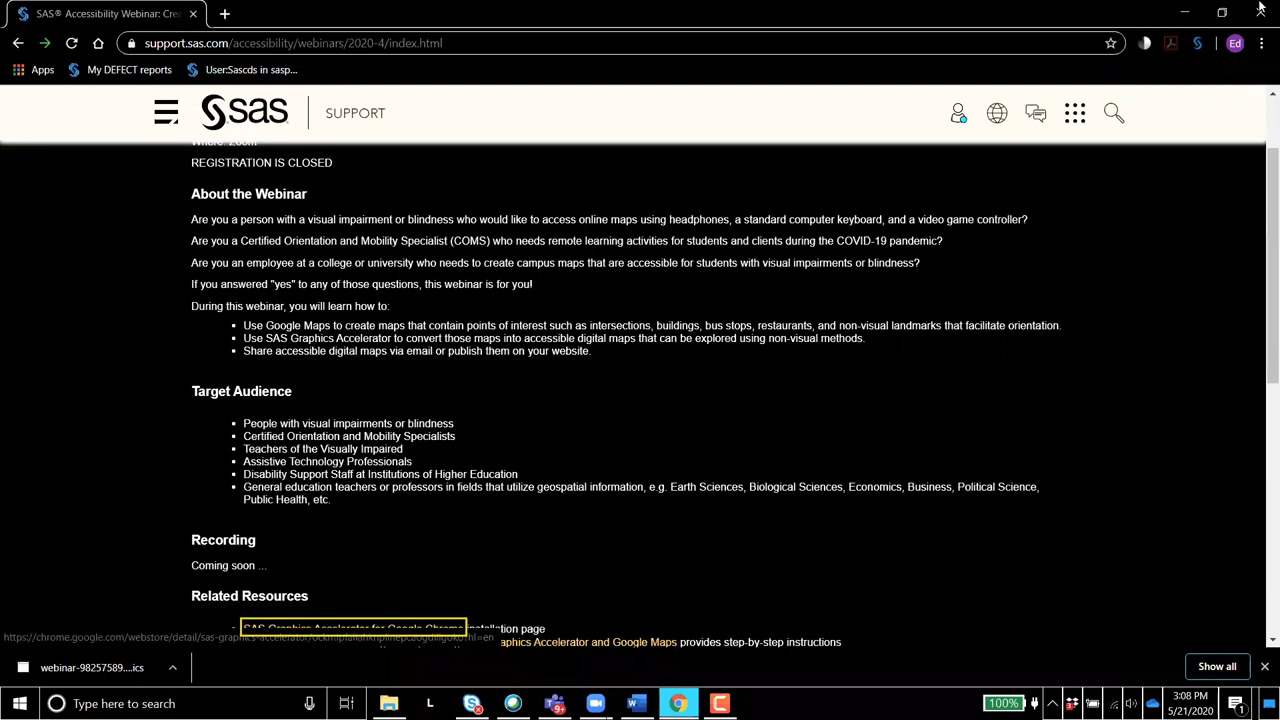 SAS® Accessibility Webinar: Cre
support.sas.com/accessibility/webinars/2020-4/index.html
Ed
Apps
My DEFECT reports
User:Sascds in sasp...
sas
SUPPORT
Where: Zoom
REGISTRATION IS CLOSED
About the Webinar
Are you a person with a visual impairment or blindness who would like to access online maps using headphones, a standard computer keyboard, and a video game controller?
Are you a Certified Orientation and Mobility Specialist (COMS) who needs remote learning activities for students and clients during the COVID-19 pandemic?
Are you an employee at a college or university who needs to create campus maps that are accessible for students with visual impairments or blindness?
If you answered "yes" to any of those questions, this webinar is for you!
During this webinar, you will learn how to:
Use Google Maps to create maps that contain points of interest such as intersections, buildings, bus stops, restaurants, and non-visual landmarks that facilitate orientation.
Use SAS Graphics Accelerator to convert those maps into accessible digital maps that can be explored using non-visual methods.
Share accessible digital maps via email or publish them on your website.
Target Audience
People with visual impairments or blindness
Certified Orientation and Mobility Specialists
Teachers of the Visually Impaired
Assistive Technology Professionals
Disability Support Staff at Institutions of Higher Education
General education teachers or professors in fields that utilize geospatial information, e.g. Earth Sciences, Biological Sciences, Economics, Business, Political Science,
Public Health, etc.
Recording
Coming soon ...
Related Resources
SAS Graphics Accelerator for Google Chrome installation page
raphics Accelerator and Google Maps provides step-by-step instructions
webinar-98257589....ics
Show all
Type here to search
L
9+
100%
3:08 PM
5/21/2020
1